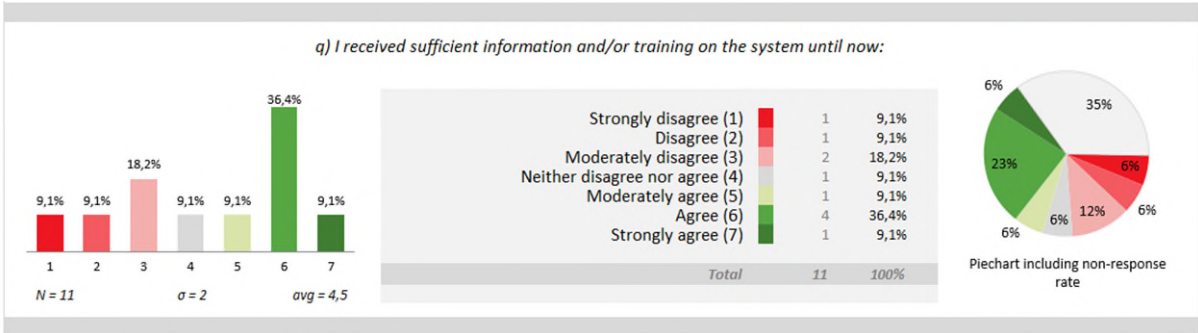 q) I received sufficient information and/or training on the system until now:
36,4%
18,2%
9,1% 9,1% 9,1% 9,1% 9,1%
1 2 3 4 5 6 7
N = 11 σ = 2 avg = 4,5
Strongly disagree (1) 1 9,1%
Disagree (2) 1 9,1%
Moderately disagree (3) 2 18,2%
Neither disagree nor agree (4) 1 9,1%
Moderately agree (5) 1 9,1%
Agree (6) 4 36,4%
Strongly agree (7) 1 9,1%
Total 11 100%
6%
35%
23%
6%
6%
12%
6%
6%
Piechart including non-response
rate